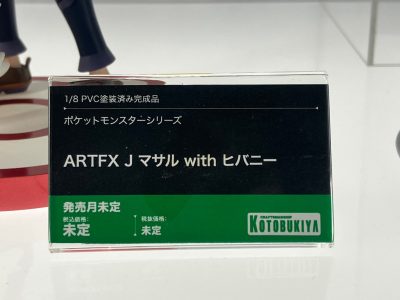 1/8 PVC塗装済み完成品
ポケットモンスターシリーズ
ARTFX J マサル with ヒバニー
発売月未定
税込価格:
未定
税抜価格:
未定
CRAFTSMANSHIP
KOTOBUKIYA